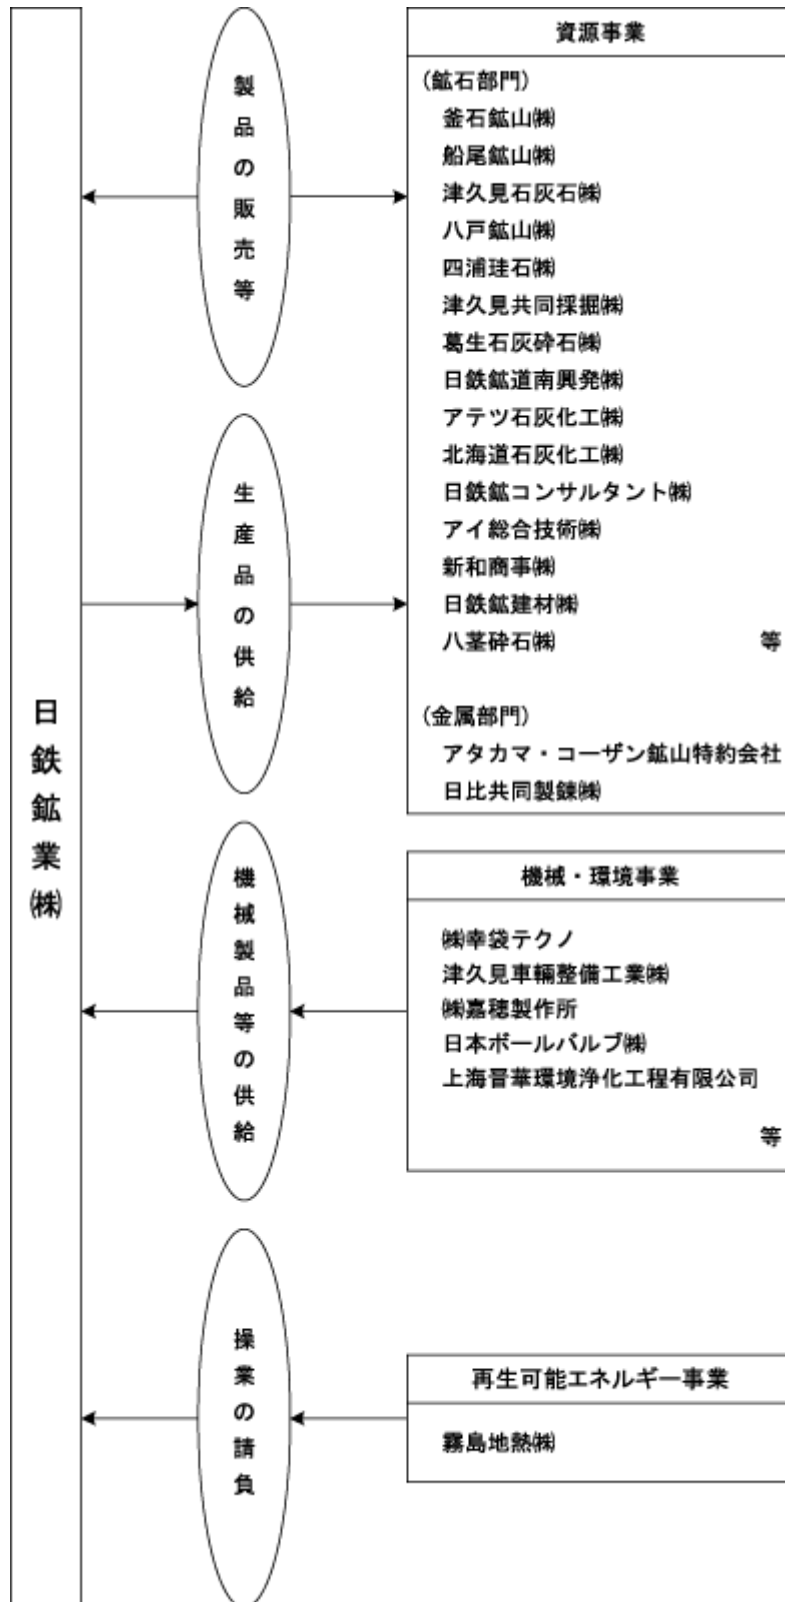 日鉄鉱業㈱
製品の販売等
生産品の供給
機械製品等の供給
操業の請負
資源事業
(鉱石部門)
釜石鉱山㈱
船尾鉱山㈱
津久見石灰石㈱
八戸鉱山㈱
四浦珪石㈱
津久見共同採掘㈱
葛生石灰砕石㈱
日鉄鉱道南興発㈱
アテツ石灰化工㈱
北海道石灰化工㈱
日鉄鉱コンサルタント㈱
アイ総合技術㈱
新和商事㈱
日鉄鉱建材㈱
八茎砕石㈱ 等
(金属部門)
アタカマ・コーザン鉱山特約会社
日比共同製錬㈱
機械・環境事業
㈱幸袋テクノ
津久見車輌整備工業㈱
㈱嘉穂製作所
日本ボールバルブ㈱
上海晋華環境浄化工程有限公司
等
再生可能エネルギー事業
霧島地熱㈱